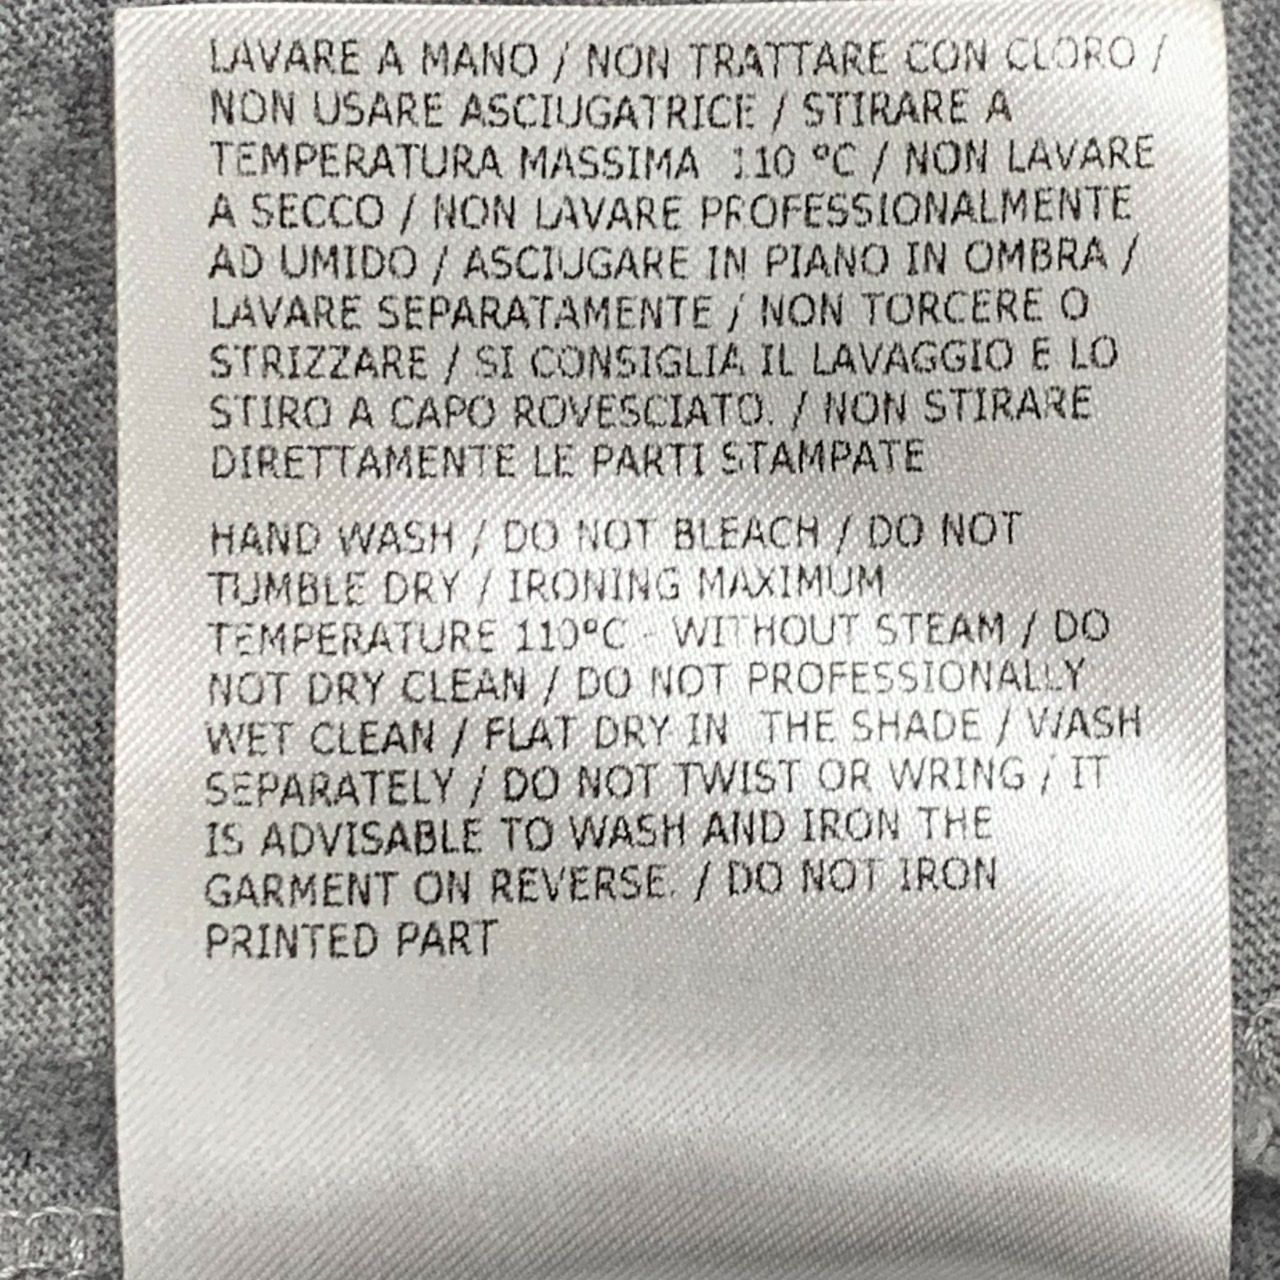 LAVARE A MANO / NON TRATTARE CON CLORO /
NON USARE ASCIUGATRICE / STIRARE A
TEMPERATURA MASSIMA 110 °C / NON LAVARE
A SECCO / NON LAVARE PROFESSIONALMENTE
AD UMIDO / ASCIUGARE IN PIANO IN OMBRA /
LAVARE SEPARATAMENTE / NON TORCERE O
STRIZZARE / SI CONSIGLIA IL LAVAGGIO E LO
STIRO A CAPO ROVESCIATO. / NON STIRARE
DIRETTAMENTE LE PARTI STAMPATE
HAND WASH / DO NOT BLEACH / DO NOT
TUMBLE DRY / IRONING MAXIMUM
TEMPERATURE 110°C - WITHOUT STEAM / DO
NOT DRY CLEAN / DO NOT PROFESSIONALLY
WET CLEAN / FLAT DRY IN THE SHADE / WASH
SEPARATELY / DO NOT TWIST OR WRING / IT
IS ADVISABLE TO WASH AND IRON THE
GARMENT ON REVERSE. / DO NOT IRON
PRINTED PART